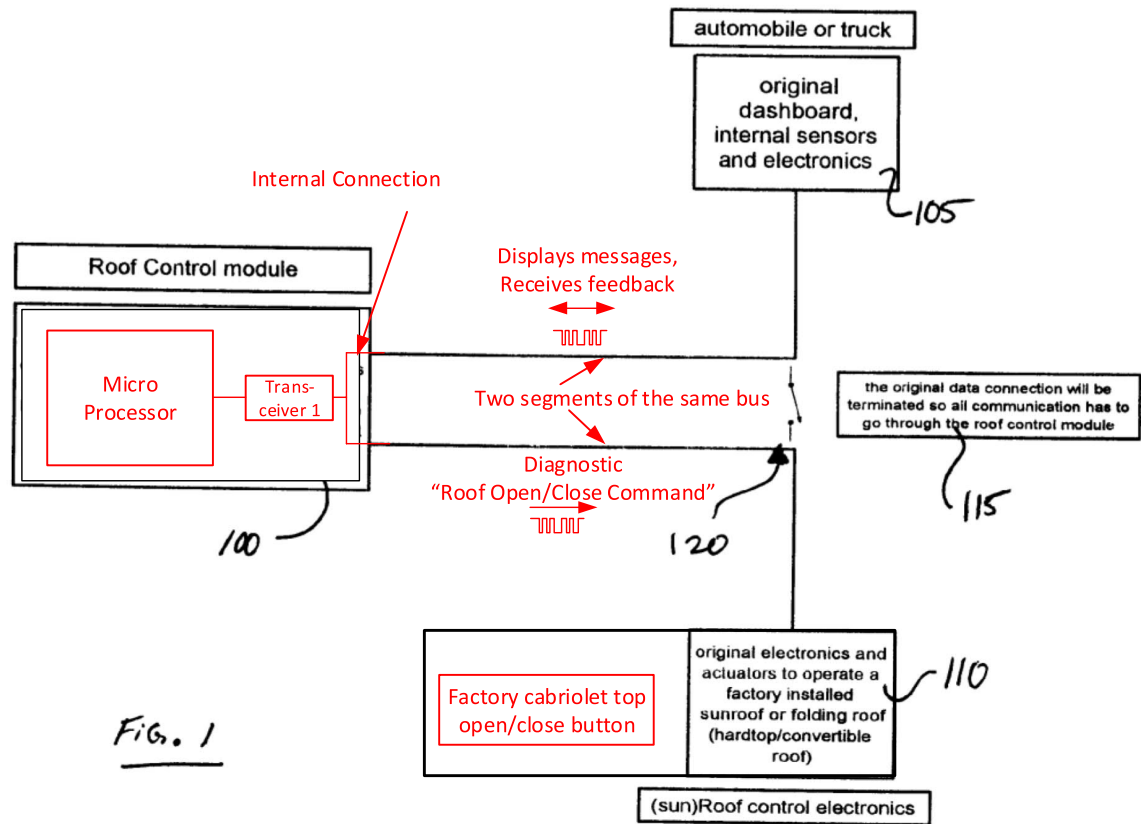 automobile or truck
original
dashboard,
internal sensors
and electronics
105
Internal Connection
Roof Control module
Displays messages,
Receives feedback
Micro
Processor
Trans-
ceiver 1
s
Two segments of the same bus
the original data connection will be
terminated so all communication has to
go through the roof control module
115
Diagnostic
“Roof Open/Close Command”
100
120
Factory cabriolet top
open/close button
original electronics and
actuators to operate a
factory installed
sunroof or folding roof
(hardtop/convertible
roof)
110
FIG. 1
(sun)Roof control electronics